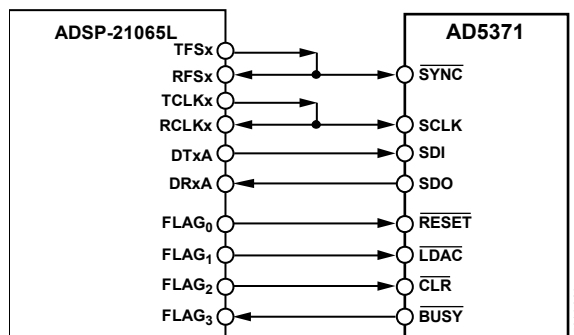 ADSP-21065L AD5371
TFSx
RFSx SYNC
TCLKx
RCLKx SCLK
DTxA SDI
DRxA SDO
FLAG0 RESET
FLAG1 LDAC
FLAG2 CLR
FLAG3 BUSY